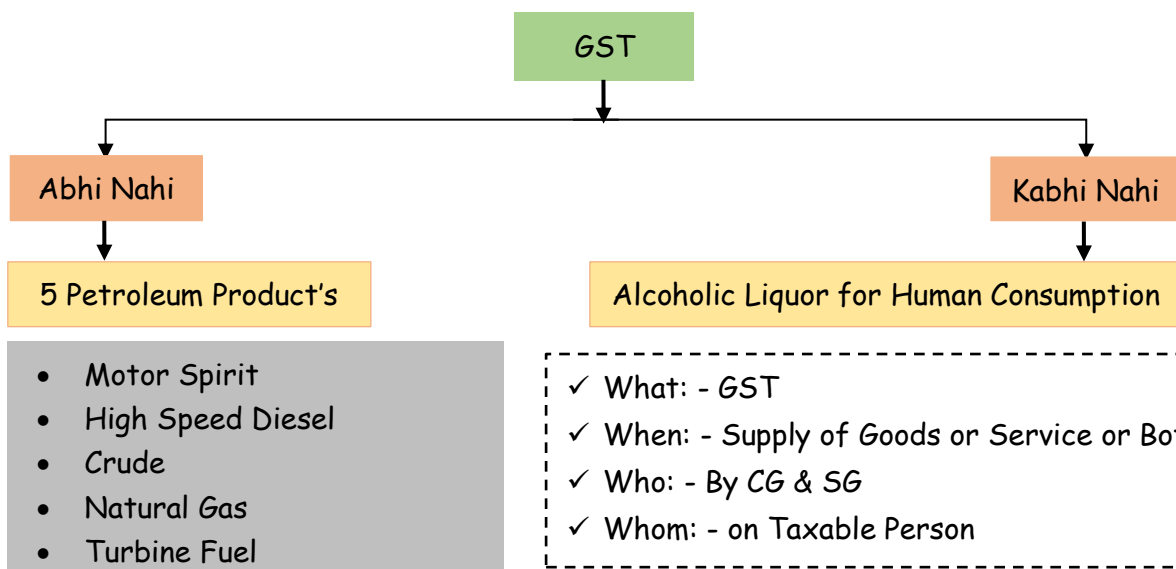 GST
Abhi Nahi
Kabhi Nahi
5 Petroleum Product's
Alcoholic Liquor for Human Consumption
• Motor Spirit
• High Speed Diesel
• Crude
• Natural Gas
• Turbine Fuel
✓ What: - GST
✓ When: - Supply of Goods or Service or
✓ Who: - By CG & SG
✓ Whom: - on Taxable Person